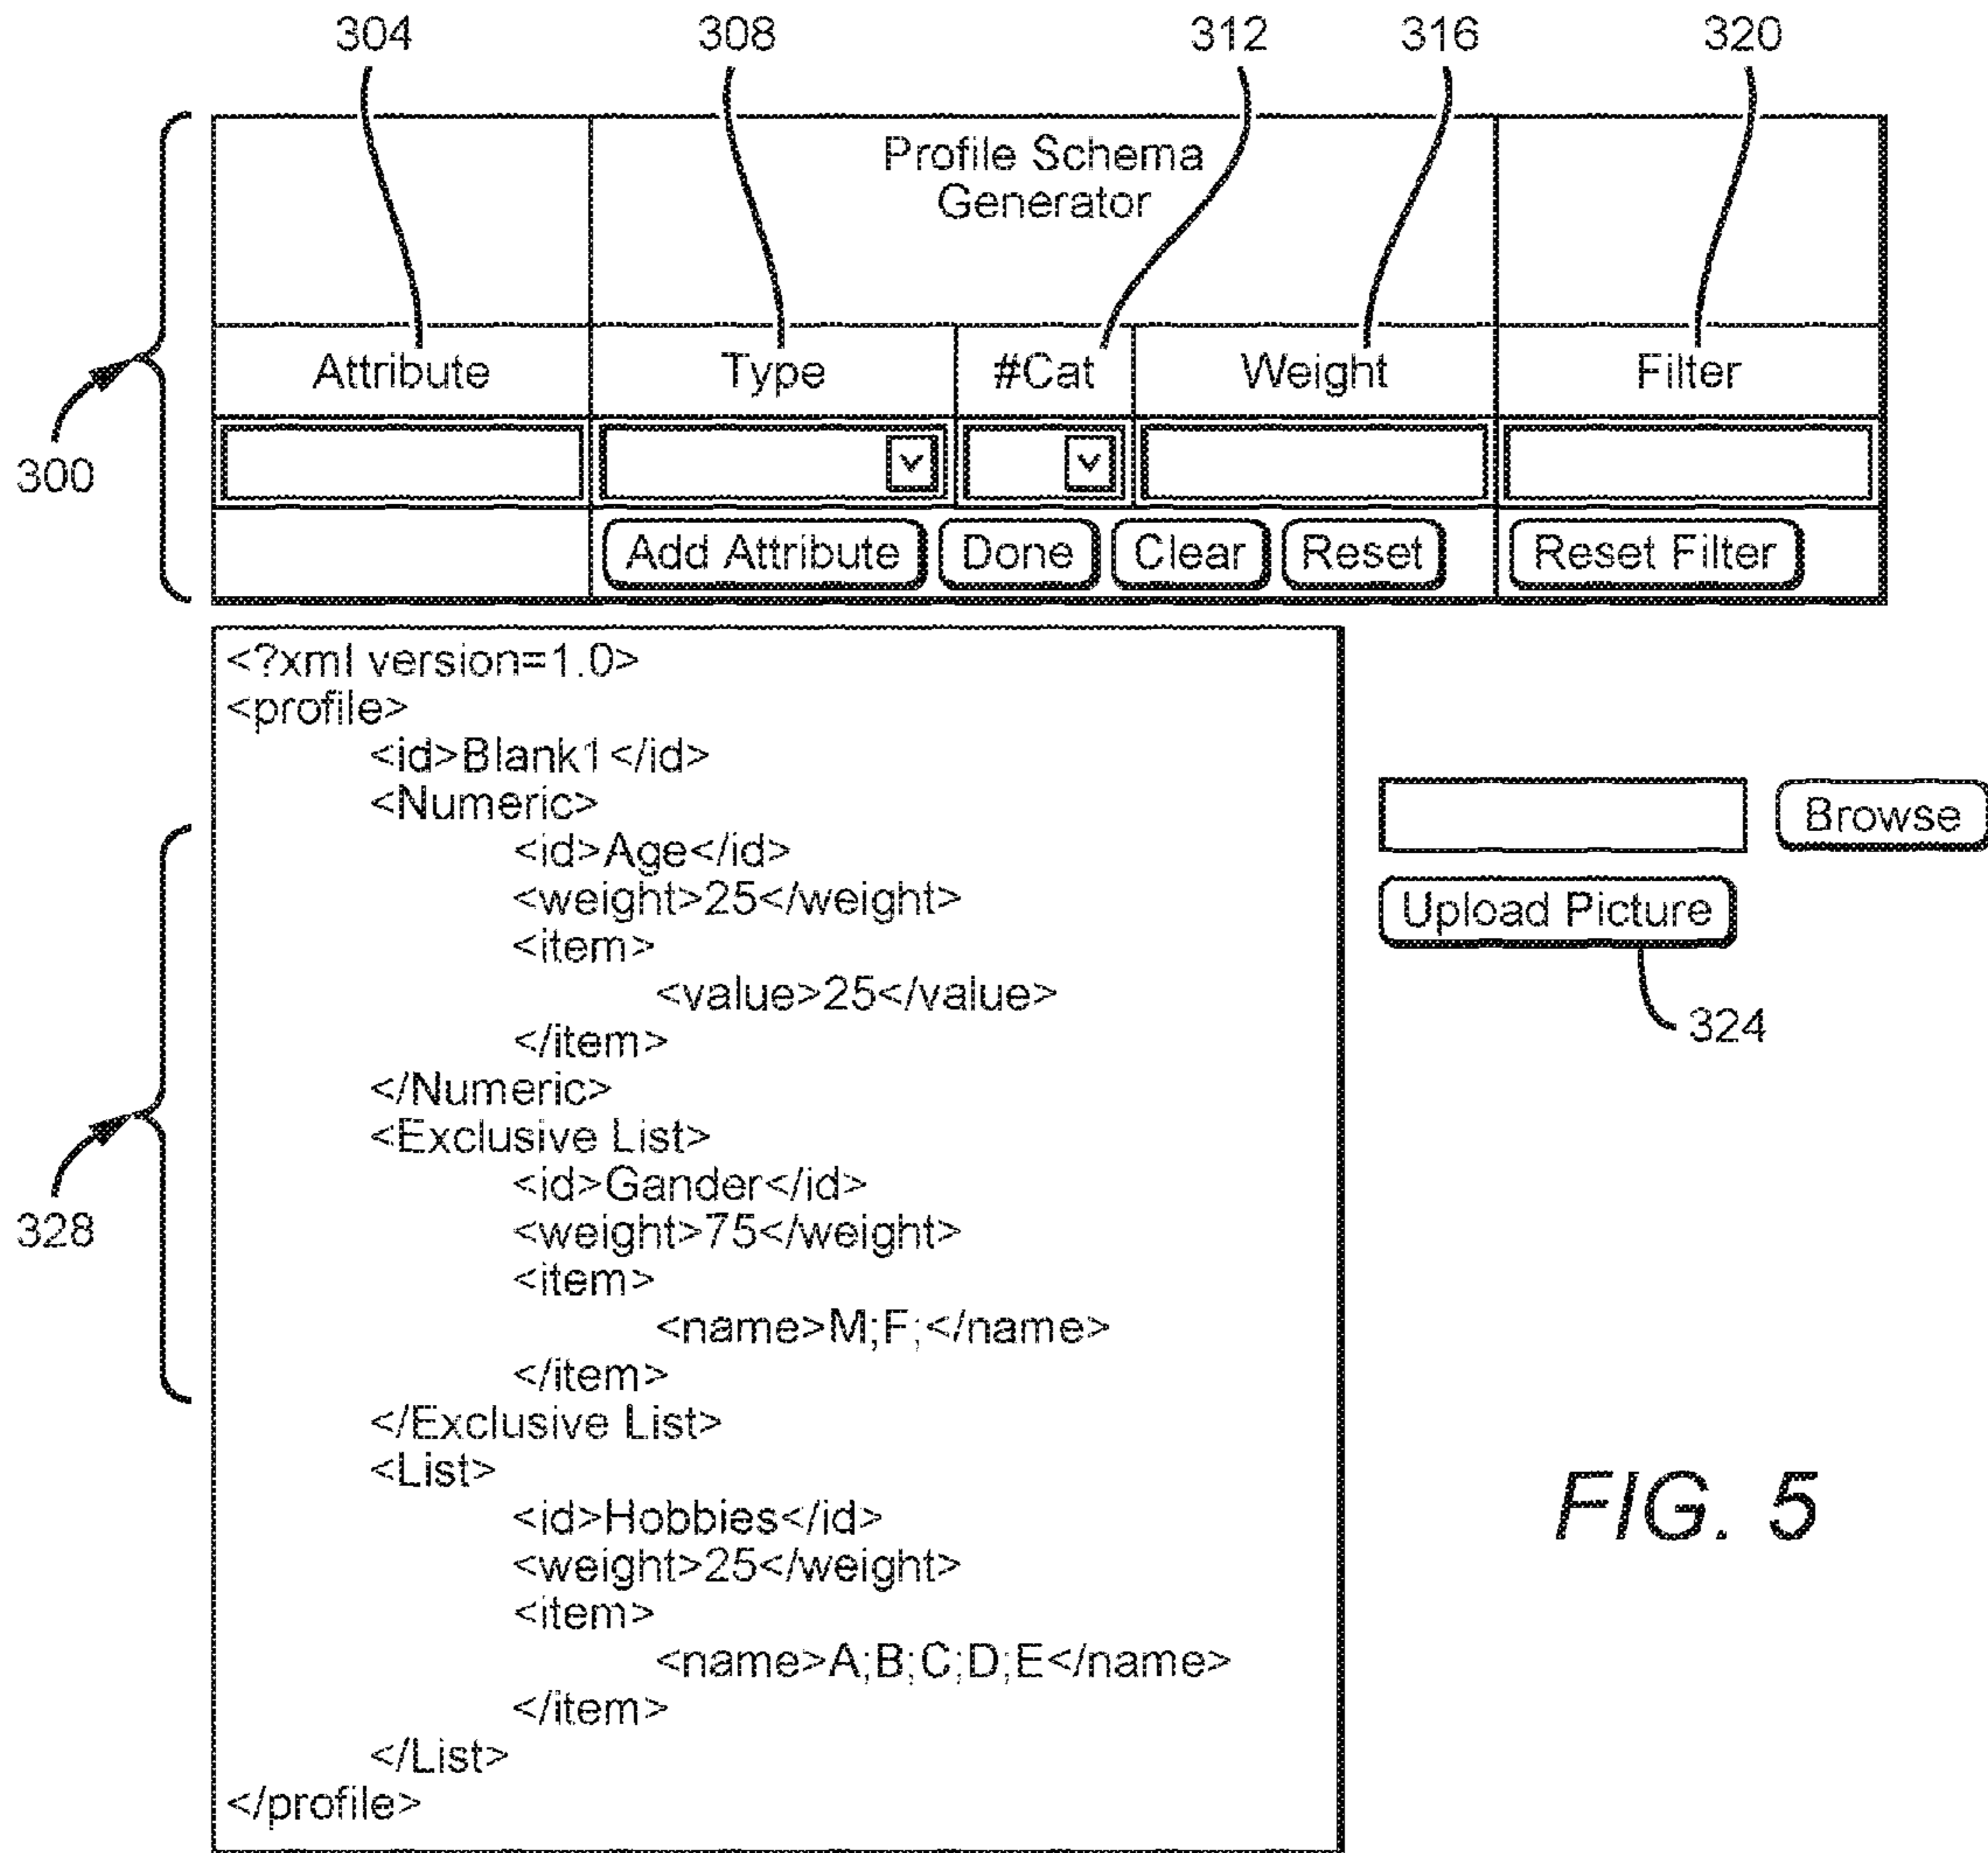 304 308 312 316 320
Profile Schema
Generator
Attribute Type #Cat Weight Filter
300
Add Attribute Done Clear Reset Reset Filter
<?xml version=1.0>
<profile>
<id>Blank1</id>
<Numeric>
<id>Age</id>
<weight>25</weight>
<item>
<value>25</value>
</item>
</Numeric>
<Exclusive List>
<id>Gander</id>
<weight>75</weight>
<item>
<name>M;F;</name>
</item>
</Exclusive List>
<List>
<id>Hobbies</id>
<weight>25</weight>
<item>
<name>A;B;C;D;E</name>
</item>
</List>
</profile>
328
Browse
Upload Picture
324
FIG. 5